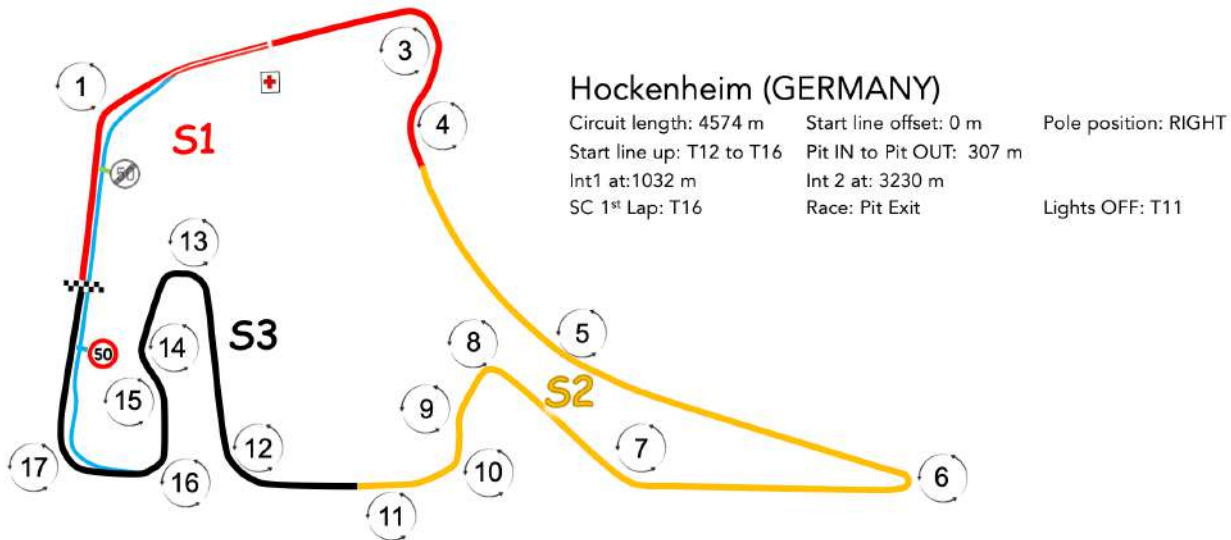 3
1
4
S1
50
Hockenheim (GERMANY)
Circuit length: 4574 m Start line offset: 0 m Pole position: RIGHT
Start line up: T12 to T16 Pit IN to Pit OUT: 307 m
Int1 at:1032 m Int 2 at: 3230 m
SC 1st Lap: T16 Race: Pit Exit Lights OFF: T11
13
S3
50
14
15
5
8
S2
9
7
12
10
6
17
16
11